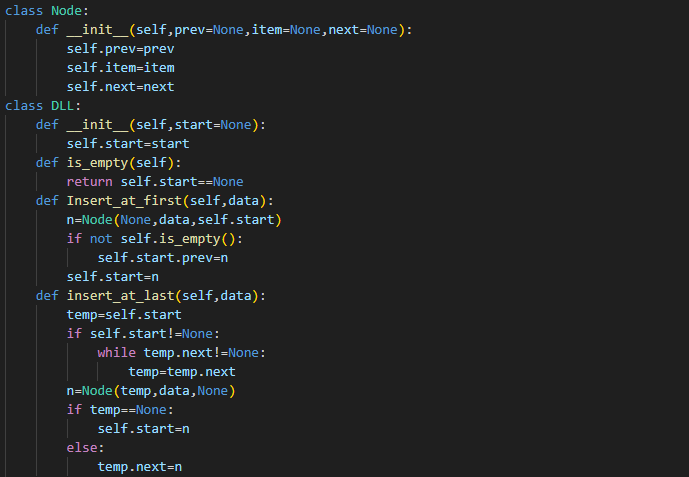 class Node:
    def __init__(self,prev=None,item=None,next=None):
        self.prev=prev
        self.item=item
        self.next=next
class DLL:
    def __init__(self,start=None):
        self.start=start
    def is_empty(self):
        return self.start==None
    def Insert_at_first(self,data):
        n=Node(None,data,self.start)
        if not self.is_empty():
            self.start.prev=n
        self.start=n
    def insert_at_last(self,data):
        temp=self.start
        if self.start!=None:
            while temp.next!=None:
                temp=temp.next
        n=Node(temp,data,None)
        if temp==None:
            self.start=n
        else:
            temp.next=n